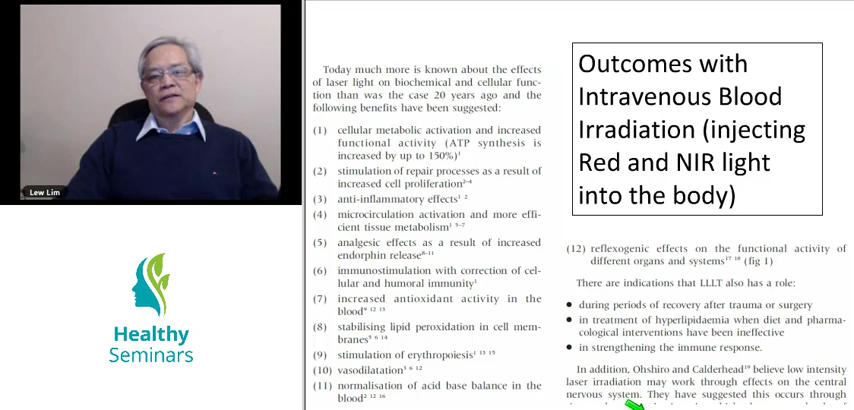 Lew Lim
Healthy
Seminars
Today much more is known about the effects
of laser light on biochemical and cellular func-
tion than was the case 20 years ago and the
following benefits have been suggested:
(1) cellular metabolic activation and increased
functional activity (ATP synthesis is
increased by up to 150%)1
(2) stimulation of repair processes as a result of
increased cell proliferation2-4
(3) anti-inflammatory effects1 2
(4) microcirculation activation and more effi-
cient tissue metabolism1 5-7
(5) analgesic effects as a result of increased
endorphin release8-11
(6) immunostimulation with correction of cel-
lular and humoral immunity1
(7) increased antioxidant activity in the
blood9 12 13
(8) stabilising lipid peroxidation in cell mem-
branes5 6 14
(9) stimulation of erythropoiesis1 13 15
(10) vasodilatation1 6 12
(11) normalisation of acid base balance in the
blood2 12 16
Outcomes with
Intravenous Blood
Irradiation (injecting
Red and NIR light
into the body)
(12) reflexogenic effects on the functional activity of
different organs and systems17 18 (fig 1)
There are indications that LLLT also has a role:
• during periods of recovery after trauma or surgery
• in treatment of hyperlipidaemia when diet and pharma-
cological interventions have been ineffective
• in strengthening the immune response.
In addition, Ohshiro and Calderhead19 believe low intensity
laser irradiation may work through effects on the central
nervous system. They have suggested this occurs through